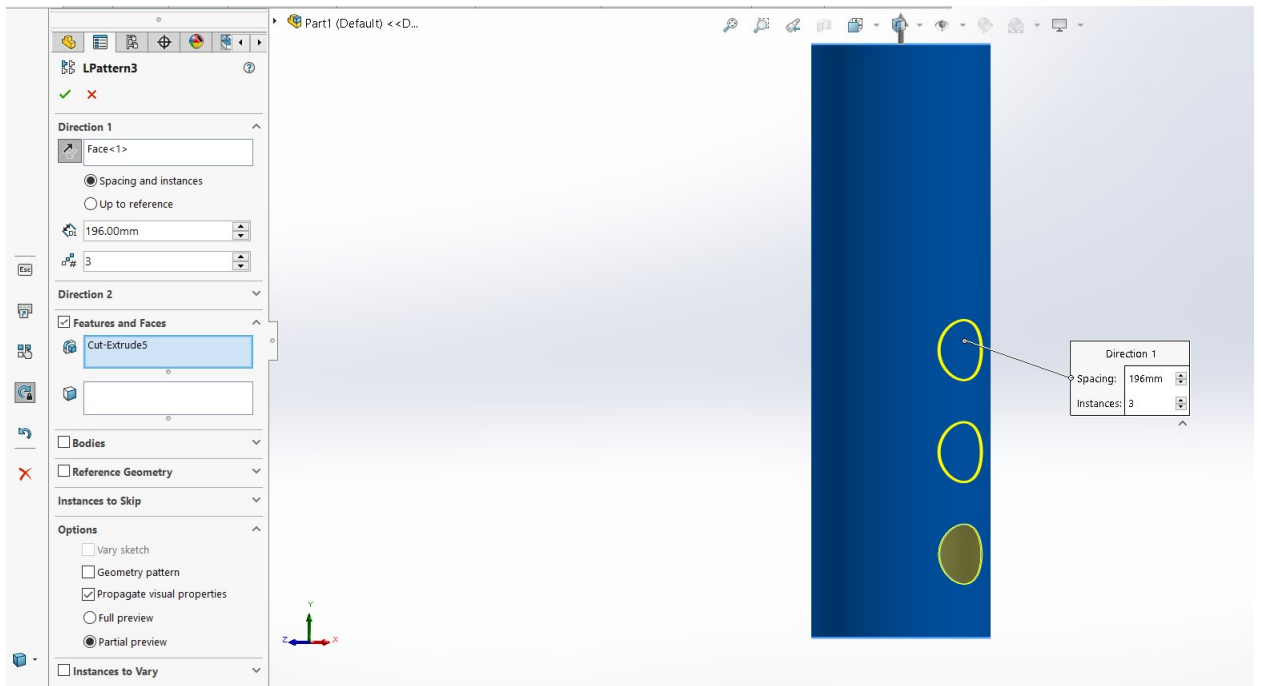 Part1 (Default) <<D...
LPattern3
Direction 1
Face<1>
Spacing and instances
Up to reference
D1
196.00mm
#
3
Direction 2
Features and Faces
Cut-Extrude5
Bodies
Reference Geometry
Instances to Skip
Options
Vary sketch
Geometry pattern
Propagate visual properties
Full preview
Partial preview
Instances to Vary
Esc
Direction 1
Spacing: 196mm
Instances: 3
Y
Z
X